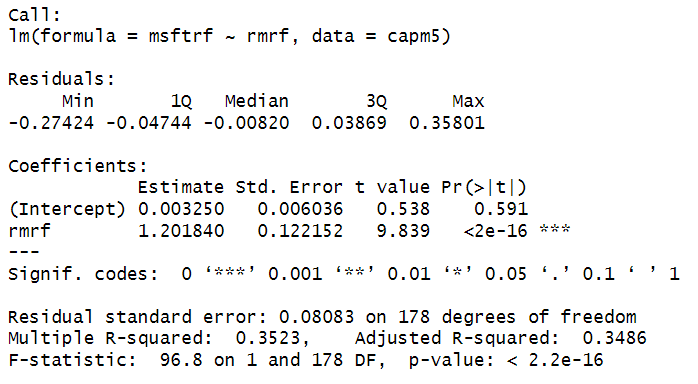 Call:
lm(formula = msftrf ~ rmrf, data = capm5)
Residuals:
     Min       1Q   Median       3Q      Max
-0.27424 -0.04744 -0.00820  0.03869  0.35801
Coefficients:
            Estimate Std. Error t value Pr(>|t|)
(Intercept) 0.003250   0.006036   0.538    0.591
rmrf        1.201840   0.122152   9.839   <2e-16 ***
---
Signif. codes:  0 ‘***’ 0.001 ‘**’ 0.01 ‘*’ 0.05 ‘.’ 0.1 ‘ ’ 1
Residual standard error: 0.08083 on 178 degrees of freedom
Multiple R-squared:  0.3523,    Adjusted R-squared:  0.3486
F-statistic:  96.8 on 1 and 178 DF,  p-value: < 2.2e-16